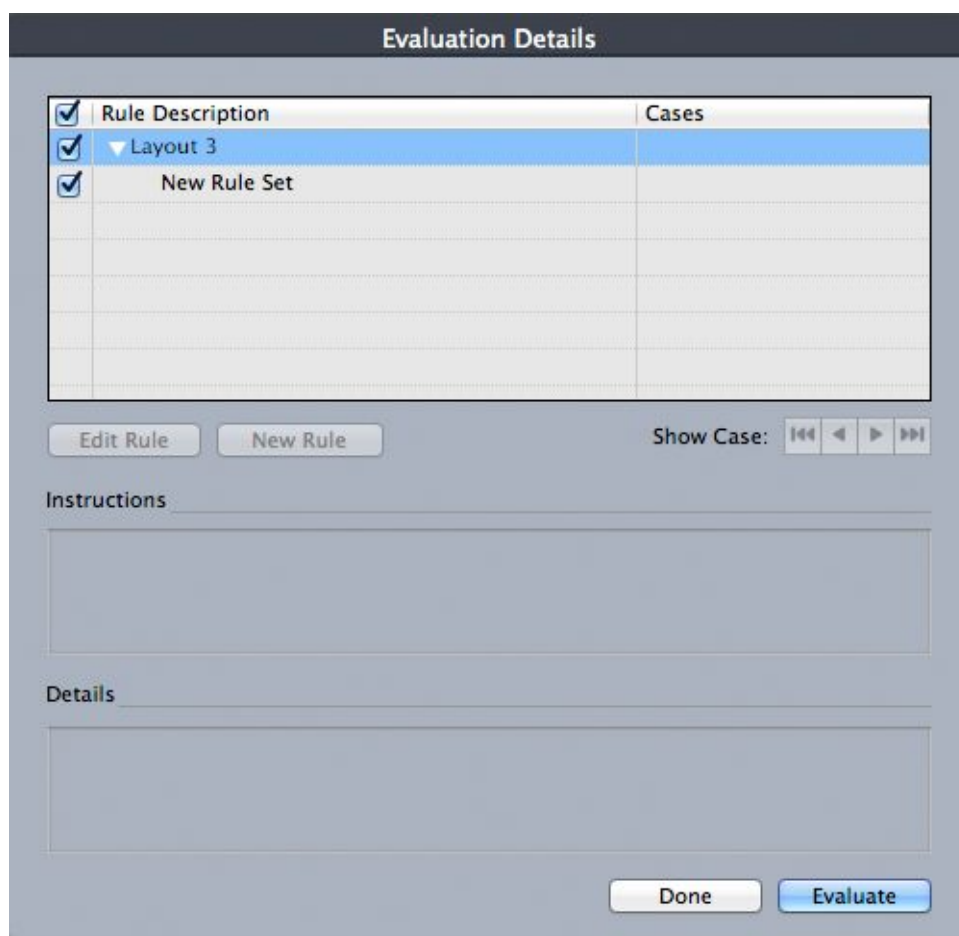 Evaluation Details
Rule Description Cases
Layout 3
New Rule Set
Edit Rule New Rule Show Case:
Instructions
Details
Done Evaluate